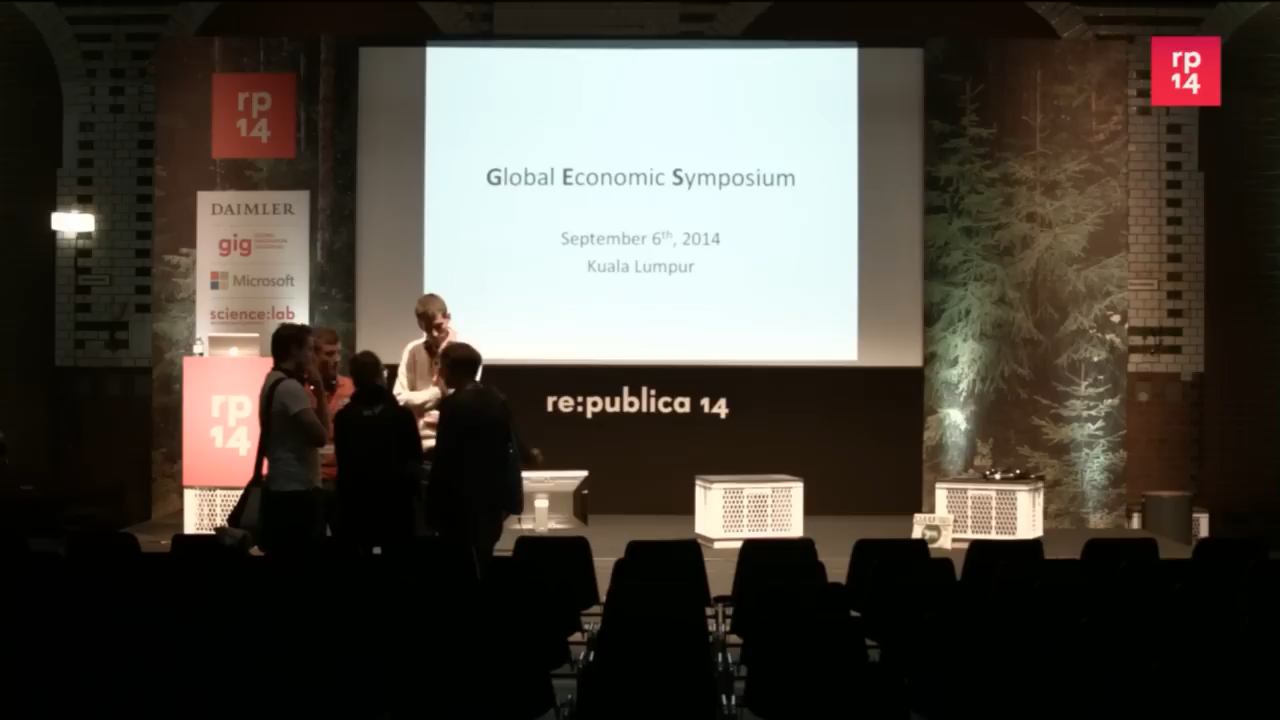 rp
14
rp
14
DAIMLER
gig
Microsoft
science:lab
Global Economic Symposium
September 6th, 2014
Kuala Lumpur
rp
14
re:publica 14